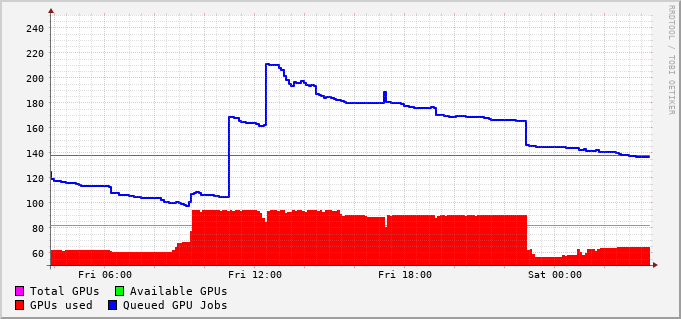 240
220
200
180
160
140
120
100
80
60
Fri 06:00 Fri 12:00 Fri 18:00 Sat 00:00
Total GPUs Available GPUs
GPUs used Queued GPU Jobs
RRDTOOL / TOBI OETIKER